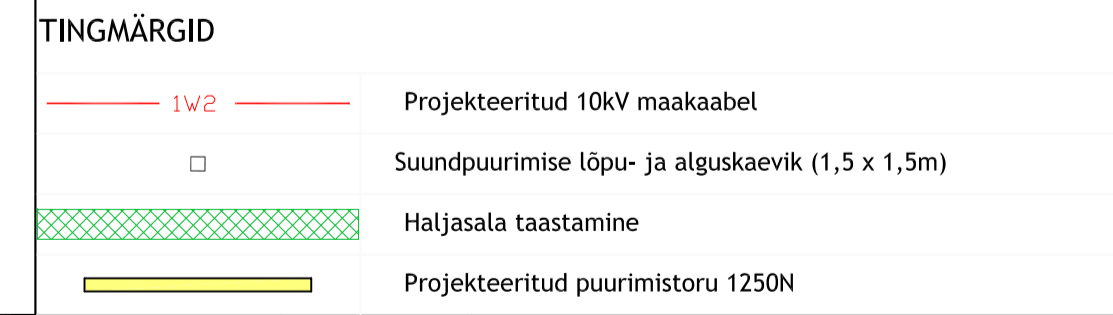 TINGMÄRGID
1W2 Projekteeritud 10kV maakaabel
Suundpuurimise lõpu- ja alguskaevik (1,5 x 1,5m)
Haljasala taastamine
Projekteeritud puurimistoru 1250N